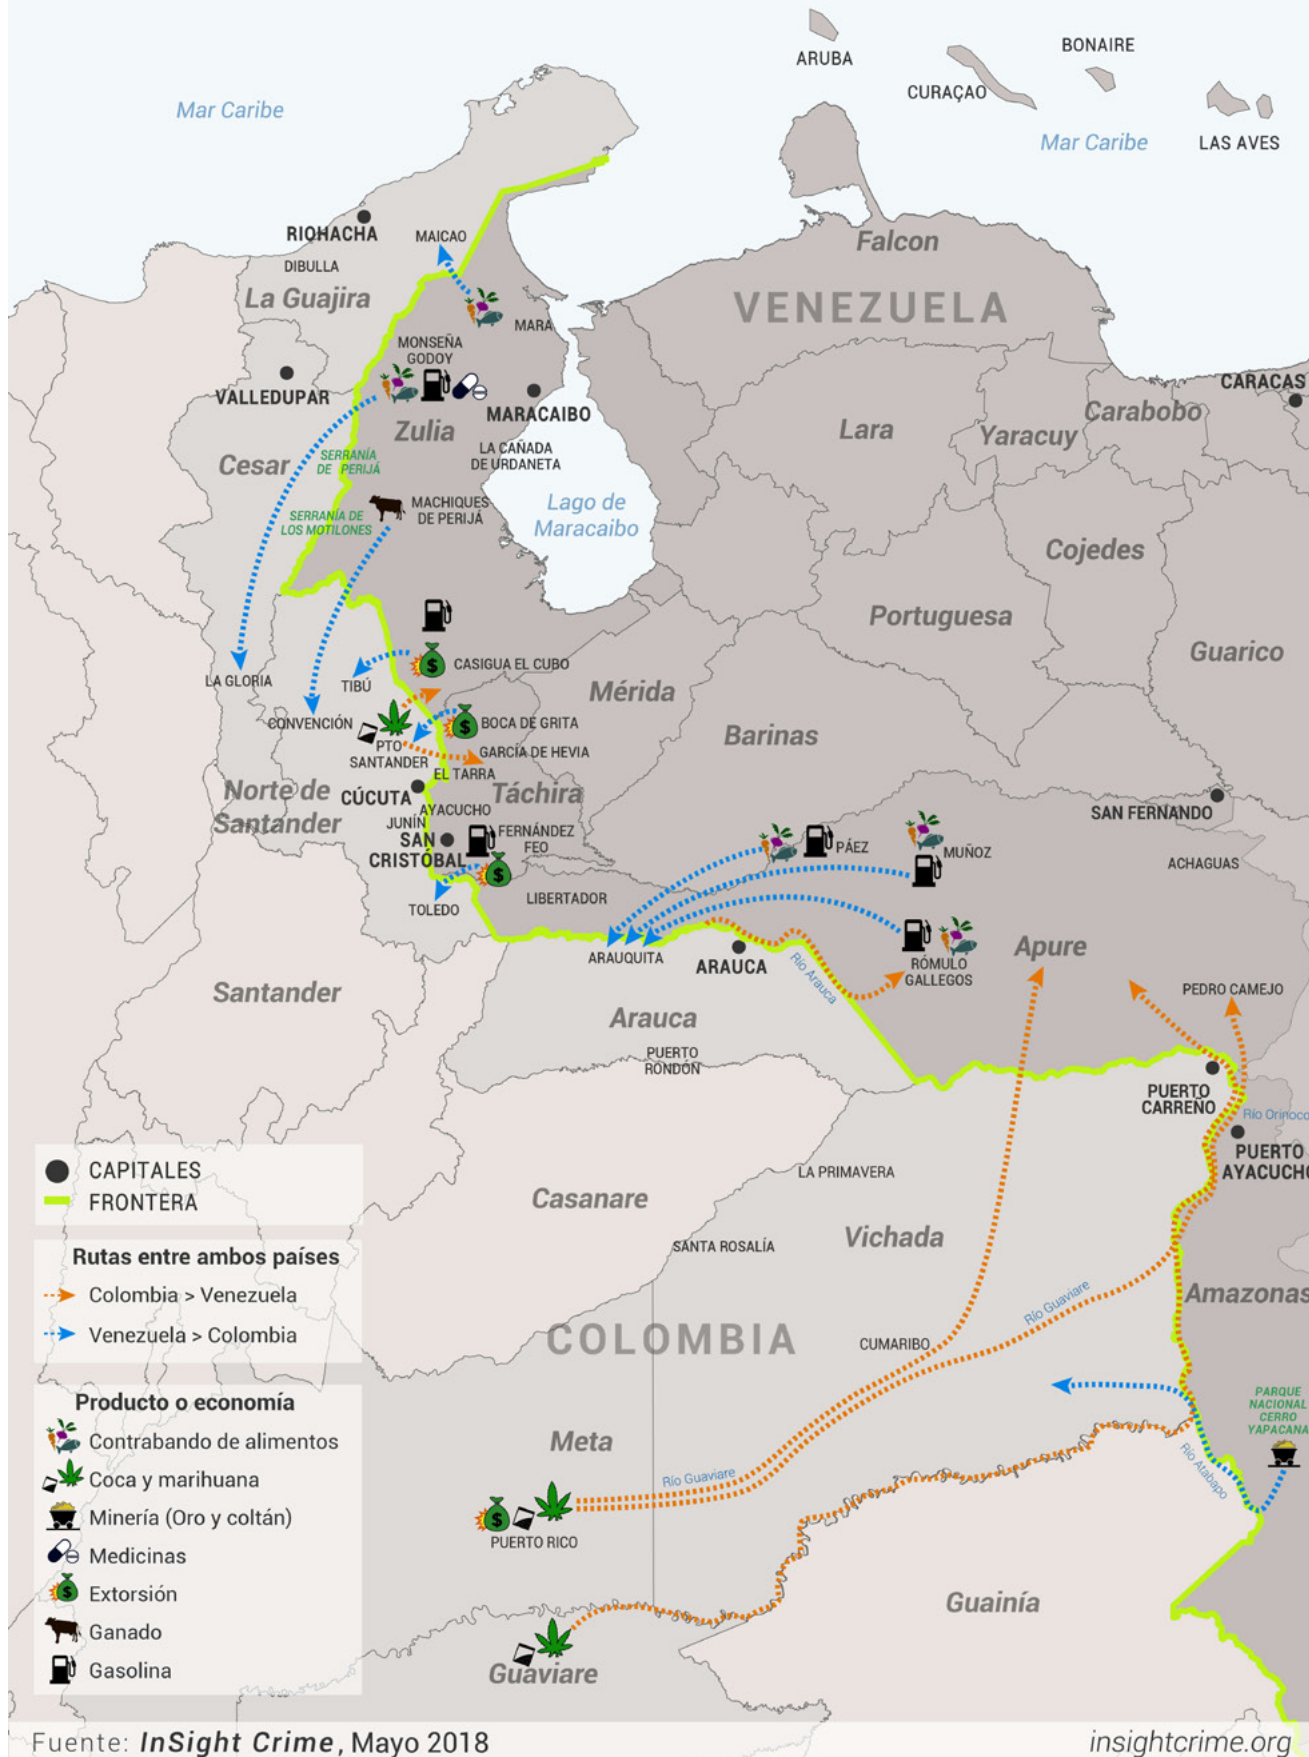 ARUBA
BONAIRE
CURAÇAO
Mar Caribe
Mar Caribe
LAS AVES
RIOHACHA
MAICAO
DIBULLA
La Guajira
Falcon
VENEZUELA
MARA
MONSEÑA
GODOY
VALLEDUPAR
MARACAIBO
CARACAS
Carabobo
Zulia
Lara
Yaracuy
LA CAÑADA
DE URDANETA
Cesar
SERRANÍA
DE PERIJÁ
SERRANÍA DE
LOS MOTILONES
MACHIQUES
DE PERIJÁ
Lago de
Maracaibo
Cojedes
Portuguesa
Guarico
LA GLORIA
TIBÚ
CASIGUA EL CUBO
Mérida
CONVENCIÓN
BOCA DE GRITA
Barinas
PTO
SANTANDER
GARCÍA DE HEVIA
EL TARRA
Norte de
Santander
CÚCUTA
Táchira
AYACUCHO
JUNÍN
SAN
CRISTÓBAL
FERNÁNDEZ
FEO
PÁEZ
MUÑOZ
SAN FERNANDO
ACHAGUAS
TOLEDO
LIBERTADOR
ARAUQUITA
ARAUCA
Río Arauca
RÓMULO
GALLEGOS
Apure
PEDRO CAMEJO
Santander
Arauca
PUERTO
RONDÓN
PUERTO
CARREÑO
Río Orinoco
PUERTO
AYACUCHO
LA PRIMAVERA
Casanare
Vichada
SANTA ROSALÍA
Amazonas
Río Guaviare
COLOMBIA
CUMARIBO
PARQUE
NACIONAL
CERRO
YAPACANA
Meta
Río Guaviare
Río Atabapo
PUERTO RICO
Guainía
Guaviare
CAPITALES
FRONTERA
Rutas entre ambos países
Colombia > Venezuela
Venezuela > Colombia
Producto o economía
Contrabando de alimentos
Coca y marihuana
Minería (Oro y coltán)
Medicinas
Extorsión
Ganado
Gasolina
Fuente: InSight Crime, Mayo 2018
insightcrime.org